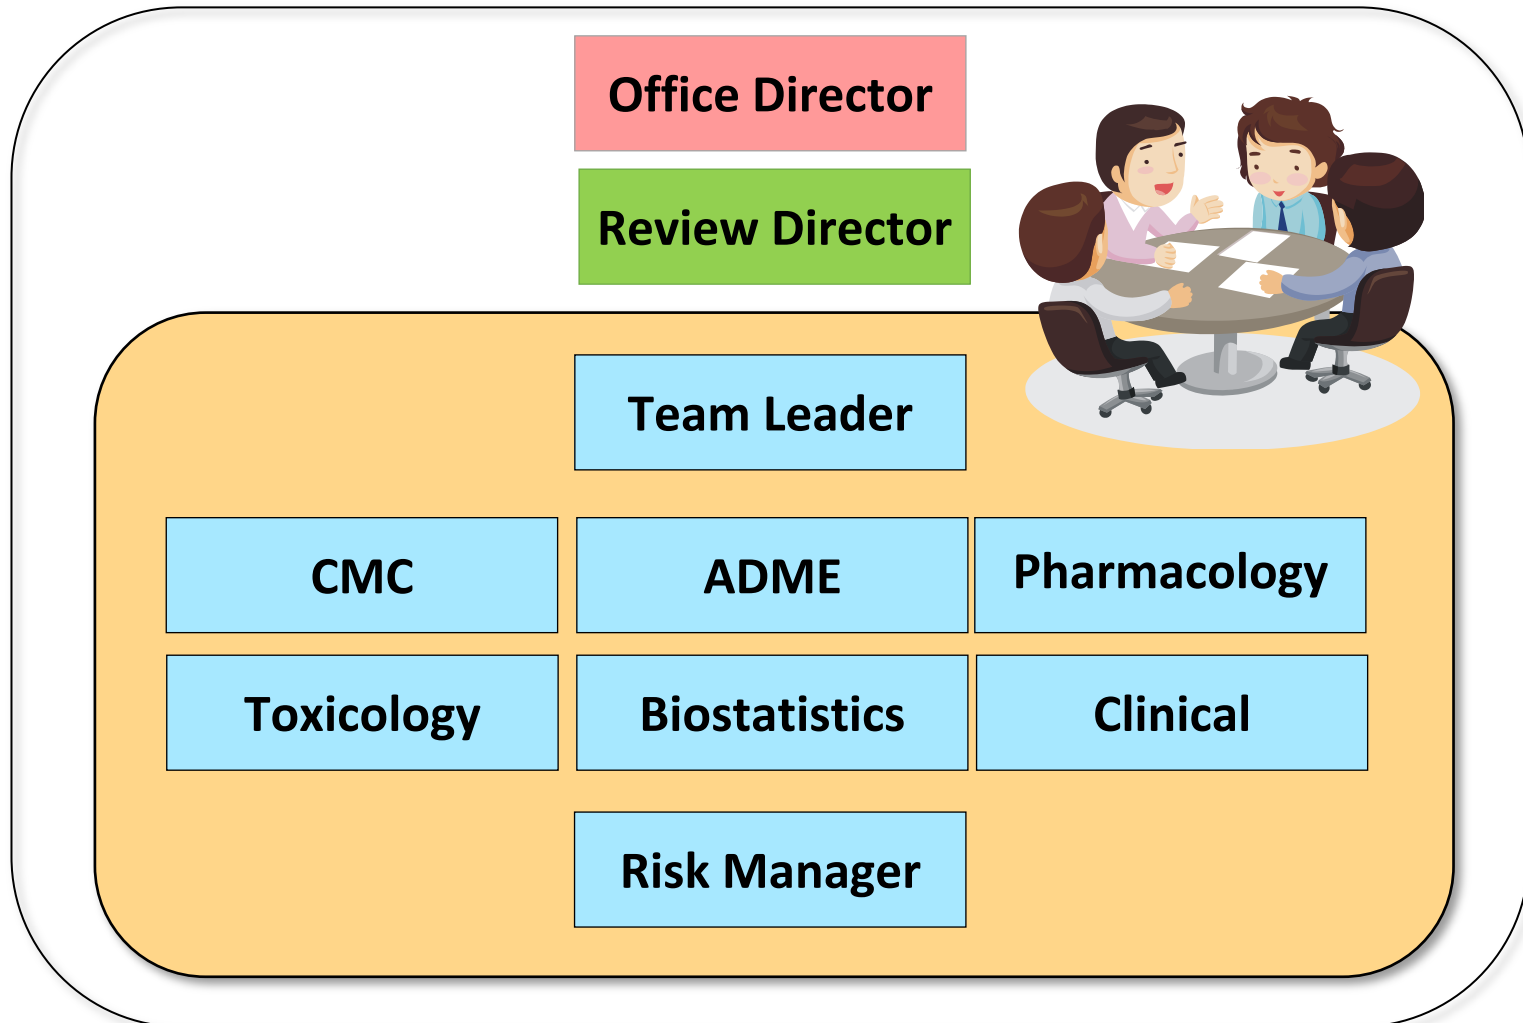 Office Director
Review Director
Team Leader
CMC
ADME
Pharmacology
Toxicology
Biostatistics
Clinical
Risk Manager